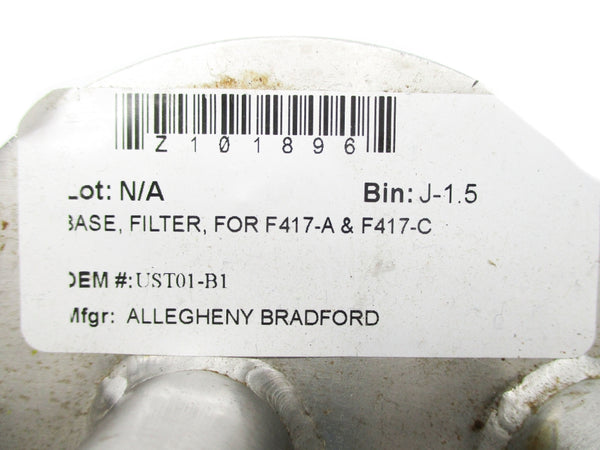 Z101896
Lot: N/A Bin: J-1.5
BASE, FILTER, FOR F417-A & F417-C
OEM #: UST01-B1
Mfgr: ALLEGHENY BRADFORD